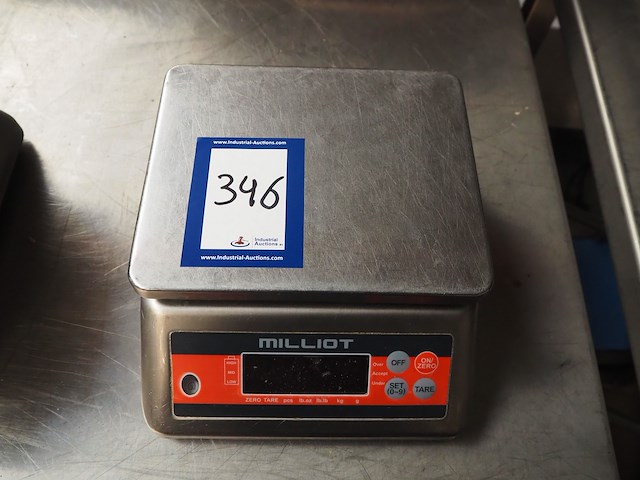 www.Industrial-Auctions.com
346
Industrial
Auctions
www.Industrial-Auctions.com
MILLIOT
Over
Accept
Under
OFF
ON/
ZERO
SET
(0~9)
TARE
ZERO TARE pcs lb.oz lb.lb kg g